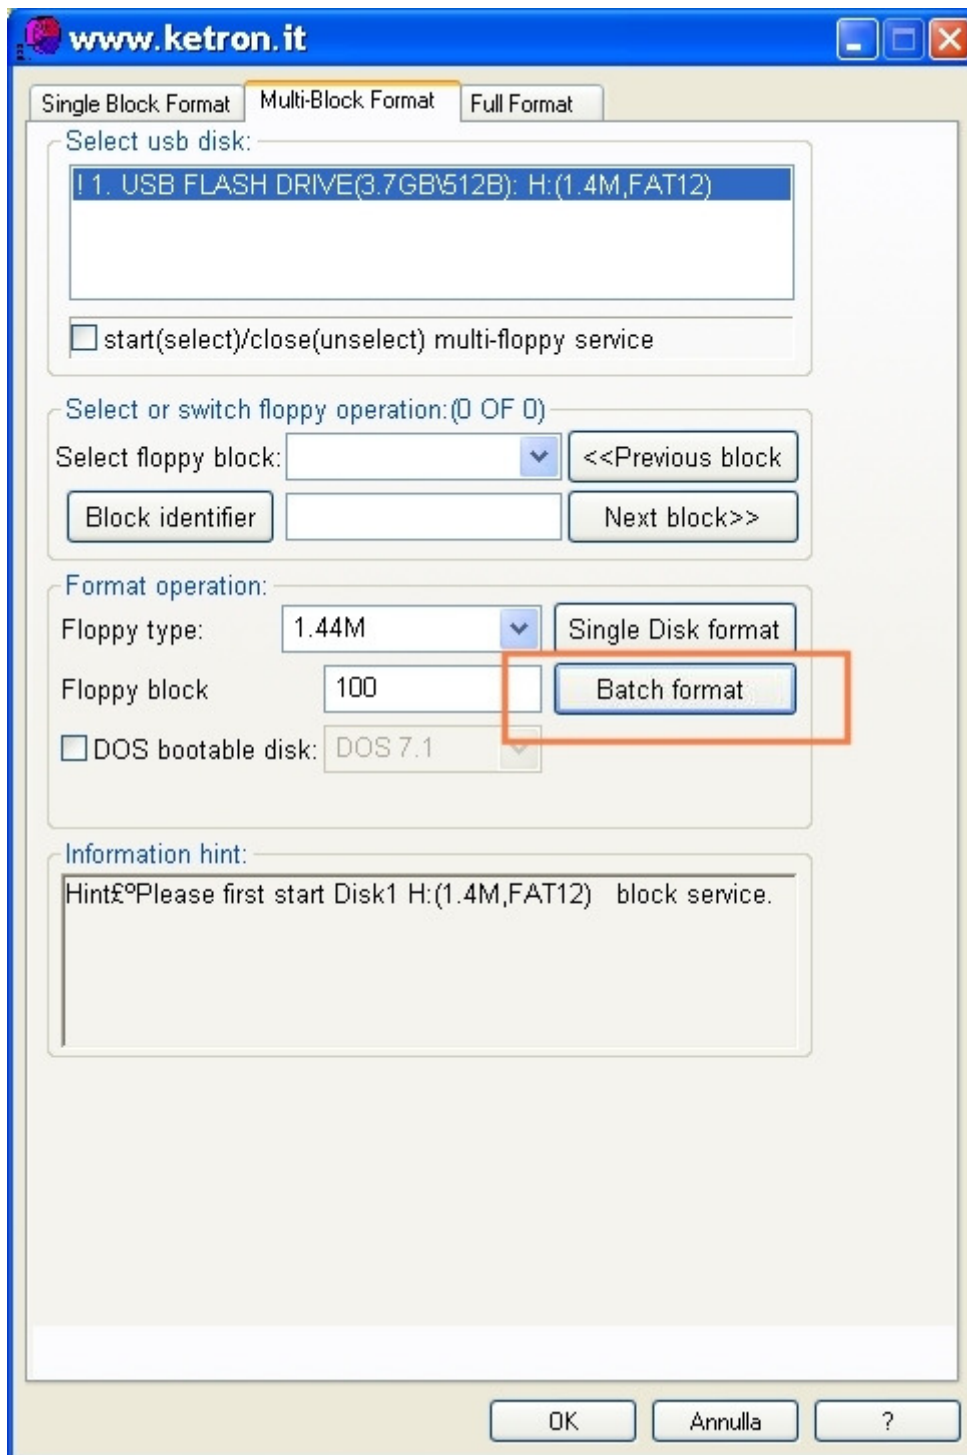 www.ketron.it
Single Block Format Multi-Block Format Full Format
Select usb disk:
! 1. USB FLASH DRIVE(3.7GB\512B): H:(1.4M,FAT12)
start(select)/close(unselect) multi-floppy service
Select or switch floppy operation:(0 OF 0)
Select floppy block: <<Previous block
Block identifier Next block>>
Format operation:
Floppy type: 1.44M Single Disk format
Floppy block 100 Batch format
DOS bootable disk: DOS 7.1
Information hint:
Hint£ºPlease first start Disk1 H:(1.4M,FAT12) block service.
OK Annulla ?